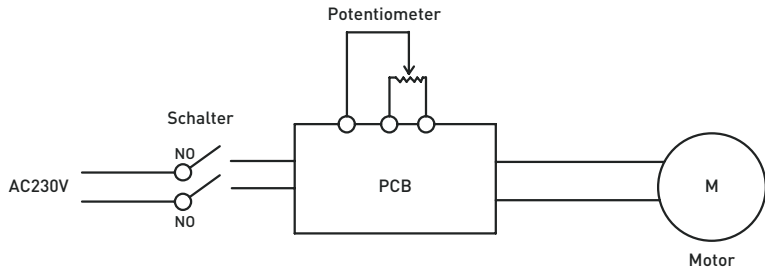 Potentiometer
Schalter
NO
AC230V
NO
PCB
M
Motor